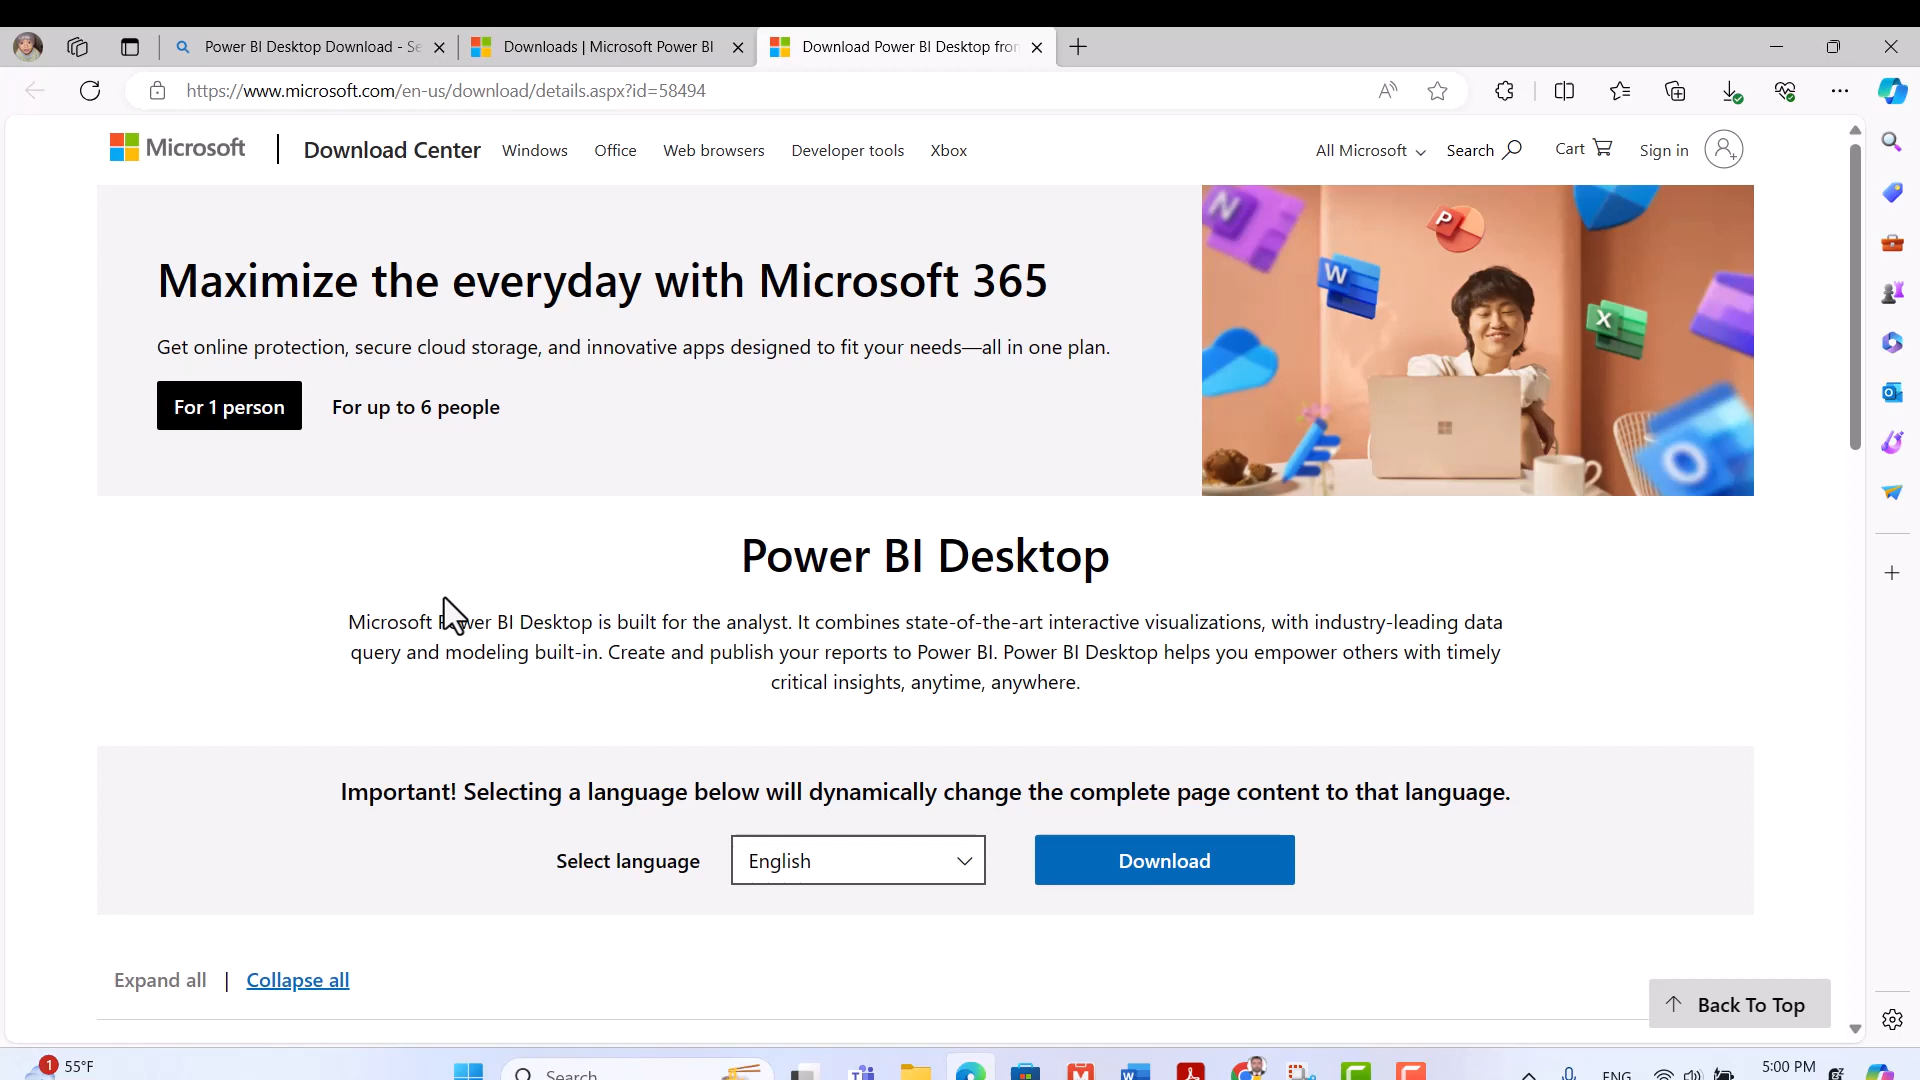 Power BI Desktop Download - Se
Downloads | Microsoft Power BI
Download Power BI Desktop from
https://www.microsoft.com/en-us/download/details.aspx?id=58494
Microsoft
Download Center
Windows
Office
Web browsers
Developer tools
Xbox
All Microsoft
Search
Cart
Sign in
Maximize the everyday with Microsoft 365
Get online protection, secure cloud storage, and innovative apps designed to fit your needs—all in one plan.
For 1 person
For up to 6 people
N
P
W
X
O
Power BI Desktop
Microsoft Power BI Desktop is built for the analyst. It combines state-of-the-art interactive visualizations, with industry-leading data
query and modeling built-in. Create and publish your reports to Power BI. Power BI Desktop helps you empower others with timely
critical insights, anytime, anywhere.
Important! Selecting a language below will dynamically change the complete page content to that language.
Select language
English
Download
Expand all | Collapse all
Back To Top
1
55°F
Search
ENG
5:00 PM